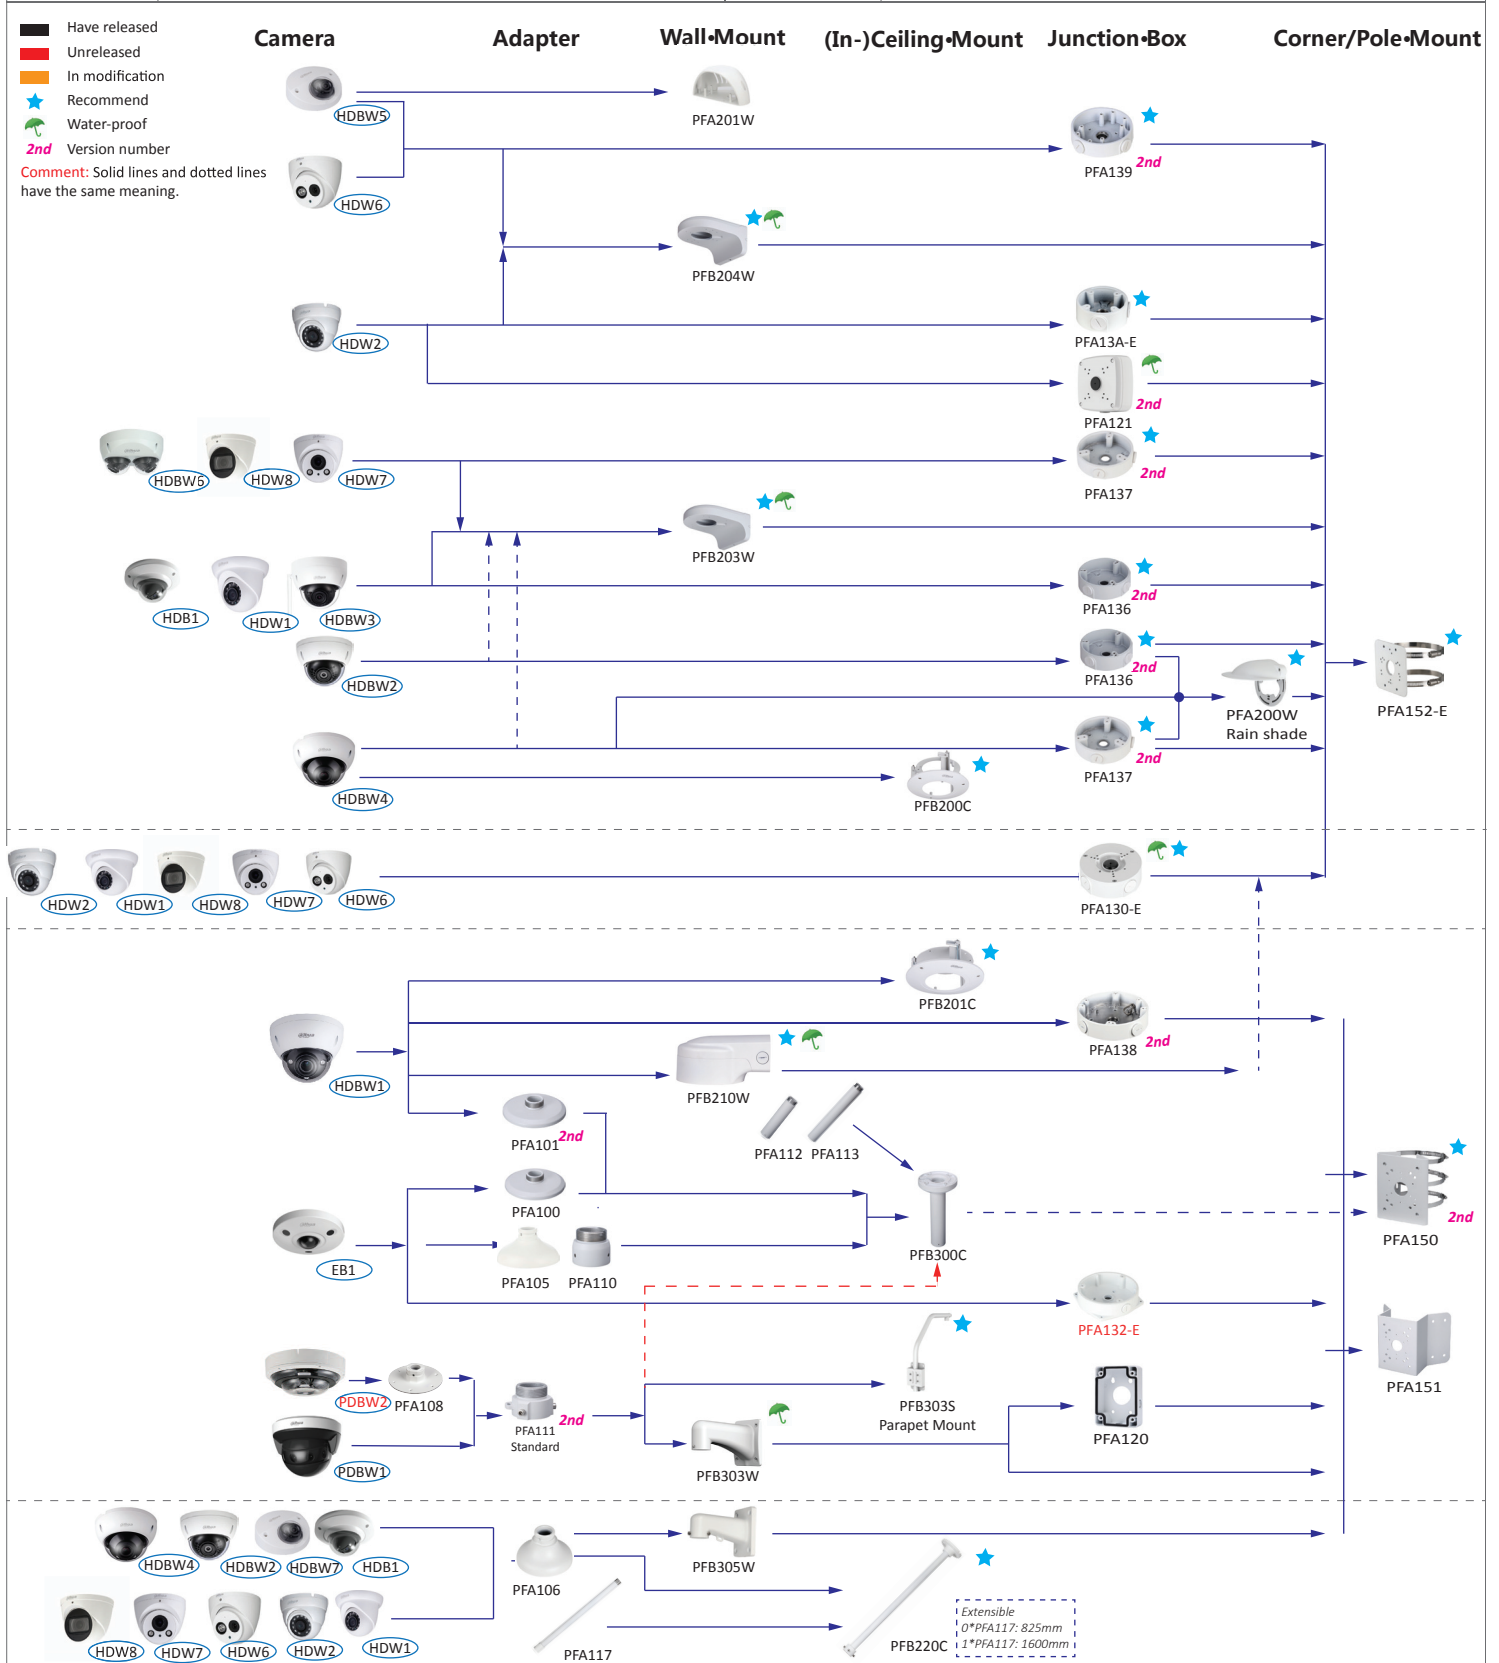 Have released
Unreleased
In modification
Recommend
Water-proof
2nd Version number
Comment: Solid lines and dotted lines
have the same meaning.
Camera
Adapter
Wall•Mount
(In-)Ceiling•Mount
Junction•Box
Corner/Pole•Mount
HDBW5
PFA201W
HDW6
PFA139
2nd
PFB204W
HDW2
PFA13A-E
PFA121
2nd
HDBW6
HDW8
HDW7
PFA137
2nd
PFB203W
HDB1
HDW1
HDBW3
PFA136
2nd
HDBW2
PFA136
2nd
PFA200W
Rain shade
PFA152-E
HDBW4
PFB200C
PFA137
2nd
HDW2
HDW1
HDW8
HDW7
HDW6
PFA130-E
PFB201C
HDBW1
PFA138
2nd
PFB210W
PFA101
2nd
PFA112
PFA113
PFA100
PFB300C
PFA150
2nd
EB1
PFA105
PFA110
PFA132-E
PDBW2
PFA108
PFA111
Standard
2nd
PFB303S
Parapet Mount
PFA151
PDBW1
PFB303W
PFA120
HDBW4
HDBW2
HDBW7
HDB1
PFA106
PFB305W
HDW8
HDW7
HDW6
HDW2
HDW1
PFA117
PFB220C
Extensible
0*PFA117: 825mm
1*PFA117: 1600mm